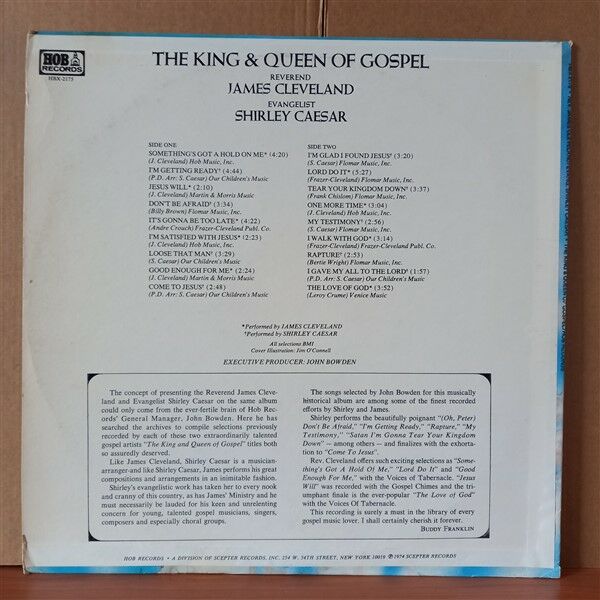 HOB
RECORDS
HBX-2175
THE KING & QUEEN OF GOSPEL
REVEREND
JAMES CLEVELAND
EVANGELIST
SHIRLEY CAESAR
SIDE ONE
SOMETHING'S GOT A HOLD ON ME* (4:20)
(J. Cleveland) Hob Music, Inc.
I'M GETTING READY† (4:44)
(P.D. Arr: S. Caesar) Our Children's Music
JESUS WILL* (2:10)
(J. Cleveland) Martin & Morris Music
DON'T BE AFRAID† (3:34)
(Billy Brown) Flomar Music, Inc.
IT'S GONNA BE TOO LATE* (4:22)
(Andre Crouch) Frazer-Cleveland Publ. Co.
I'M SATISFIED WITH JESUS* (2:23)
(J. Cleveland) Hob Music, Inc.
LOOSE THAT MAN† (3:29)
(S. Caesar) Our Children's Music
GOOD ENOUGH FOR ME* (2:24)
(J. Cleveland) Martin & Morris Music
COME TO JESUS† (2:48)
(P.D. Arr: S. Caesar) Our Children's Music
SIDE TWO
I'M GLAD I FOUND JESUS† (3:20)
(S. Caesar) Flomar Music, Inc.
LORD DO IT* (5:27)
(Frazer-Cleveland) Flomar Music, Inc.
TEAR YOUR KINGDOM DOWN† (3:37)
(Frank Chislom) Flomar Music, Inc.
ONE MORE TIME* (3:04)
(J. Cleveland) Hob Music, Inc.
MY TESTIMONY† (2:56)
(S. Caesar) Flomar Music, Inc.
I WALK WITH GOD* (3:14)
(Frazer-Cleveland) Frazer-Cleveland Publ. Co.
RAPTURE† (2:53)
(Bertie Wright) Flomar Music, Inc.
I GAVE MY ALL TO THE LORD† (1:57)
(P.D. Arr: S. Caesar) Our Children's Music
THE LOVE OF GOD* (3:52)
(Leroy Crume) Venice Music
*Performed by JAMES CLEVELAND
†Performed by SHIRLEY CAESAR
All selections BMI
Cover Illustration: Jim O'Connell
EXECUTIVE PRODUCER: JOHN BOWDEN
The concept of presenting the Reverend James Cleve-
land and Evangelist Shirley Caesar on the same album
could only come from the ever-fertile brain of Hob Rec-
ords' General Manager, John Bowden. Here he has
searched the archives to compile selections previously
recorded by each of these two extraordinarily talented
gospel artists "The King and Queen of Gospel" titles both
so assuredly deserved.
Like James Cleveland, Shirley Caesar is a musician-
arranger-and like Shirley Caesar, James performs his great
compositions and arrangements in an inimitable fashion.
Shirley's evangelistic work has taken her to every nook
and cranny of this country, as has James' Ministry and he
must necessarily be lauded for his keen and unrelenting
concern for young, talented gospel musicians, singers,
composers and especially choral groups.
The songs selected by John Bowden for this musically
historical album are among some of the finest recorded
efforts by Shirley and James.
Shirley performs the beautifully poignant "(Oh, Peter)
Don't Be Afraid," "I'm Getting Ready," "Rapture," "My
Testimony," "Satan I'm Gonna Tear Your Kingdom
Down" — among others — and finalizes with the exhorta-
tion to "Come To Jesus".
Rev. Cleveland offers such exciting selections as "Some-
thing's Got A Hold Of Me," "Lord Do It" and "Good
Enough For Me," with the Voices of Tabernacle. "Jesus
Will" was recorded with the Gospel Chimes and the tri-
umphant finale is the ever-popular "The Love of God"
with the Voices Of Tabernacle.
This recording is surely a must in the library of every
gospel music lover. I shall certainly cherish it forever.
BUDDY FRANKLIN
HOB RECORDS • A DIVISION OF SCEPTER RECORDS, INC. 254 W. 54TH STREET, NEW YORK 10019 ℗1974 SCEPTER RECORDS